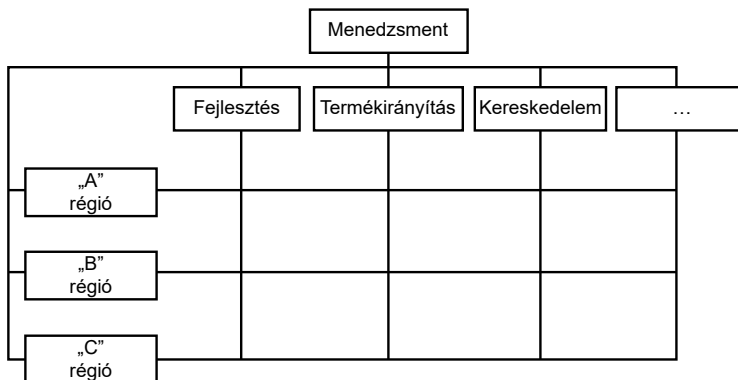 Menedzsment
Fejlesztés
Termékirányítás
Kereskedelem
…
„A”
régió
„B”
régió
„C”
régió